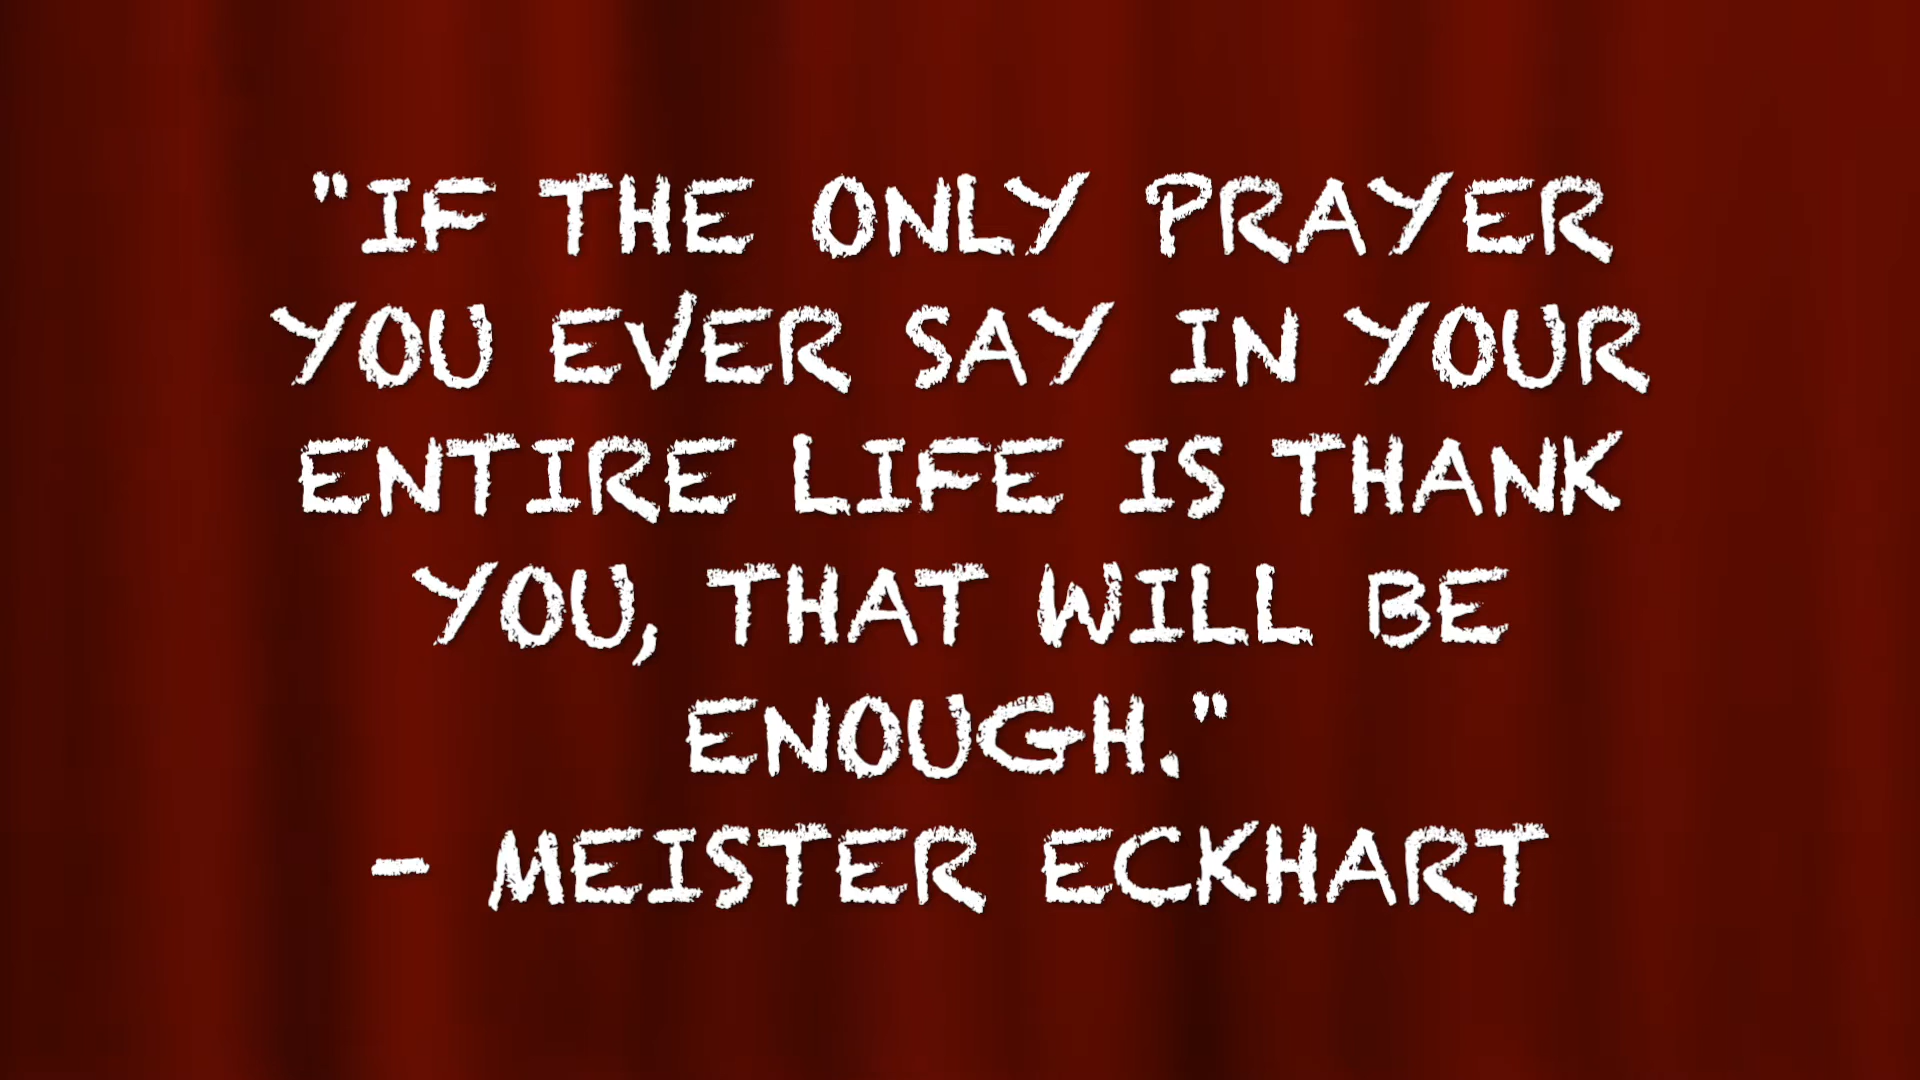 "IF THE ONLY PRAYER
YOU EVER SAY IN YOUR
ENTIRE LIFE IS THANK
YOU, THAT WILL BE
ENOUGH."
- MEISTER ECKHART